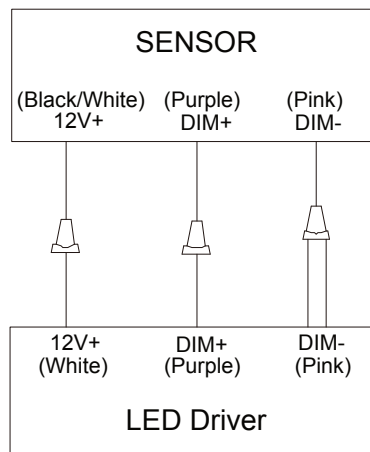 SENSOR
(Black/White) (Purple) (Pink)
12V+ DIM+ DIM-
12V+ DIM+ DIM-
(White) (Purple) (Pink)
LED Driver